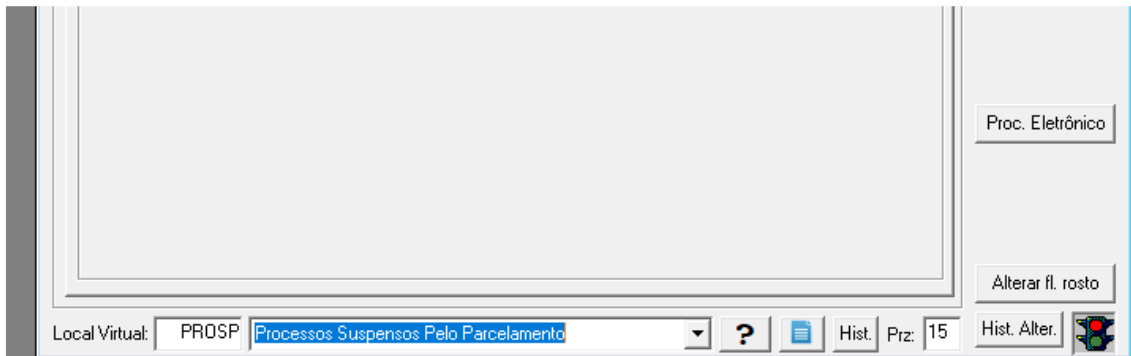 Proc. Eletrônico
Alterar fl. rosto
Local Virtual: PROSP Processos Suspensos Pelo Parcelamento ? Hist. Prz: 15 Hist. Alter.